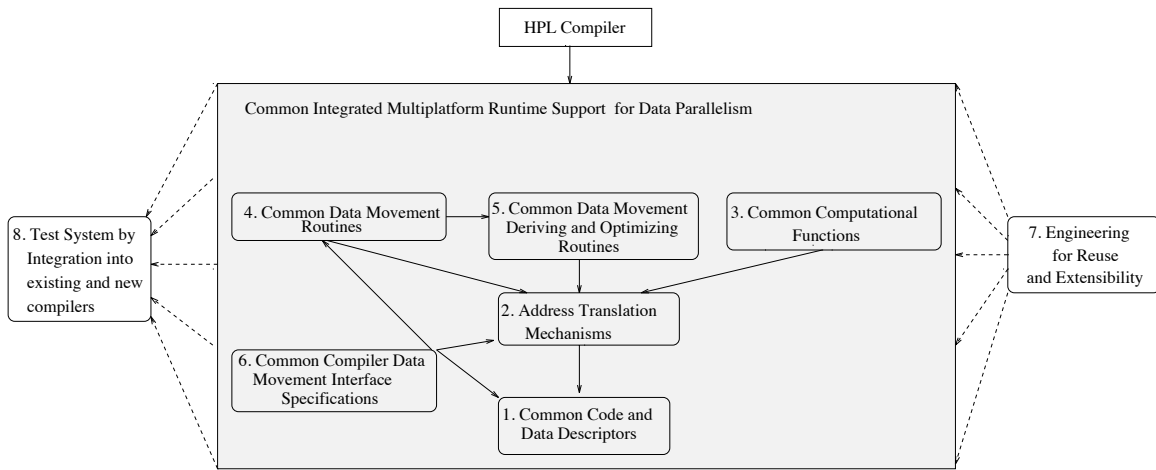 HPL Compiler
Common Integrated Multiplatform Runtime Support for Data Parallelism
4. Common Data Movement
Routines
5. Common Data Movement
Deriving and Optimizing
Routines
3. Common Computational
Functions
8. Test System by
Integration into
existing and new
compilers
7. Engineering
for Reuse
and Extensibility
2. Address Translation
Mechanisms
6. Common Compiler Data
Movement Interface
Specifications
1. Common Code and
Data Descriptors